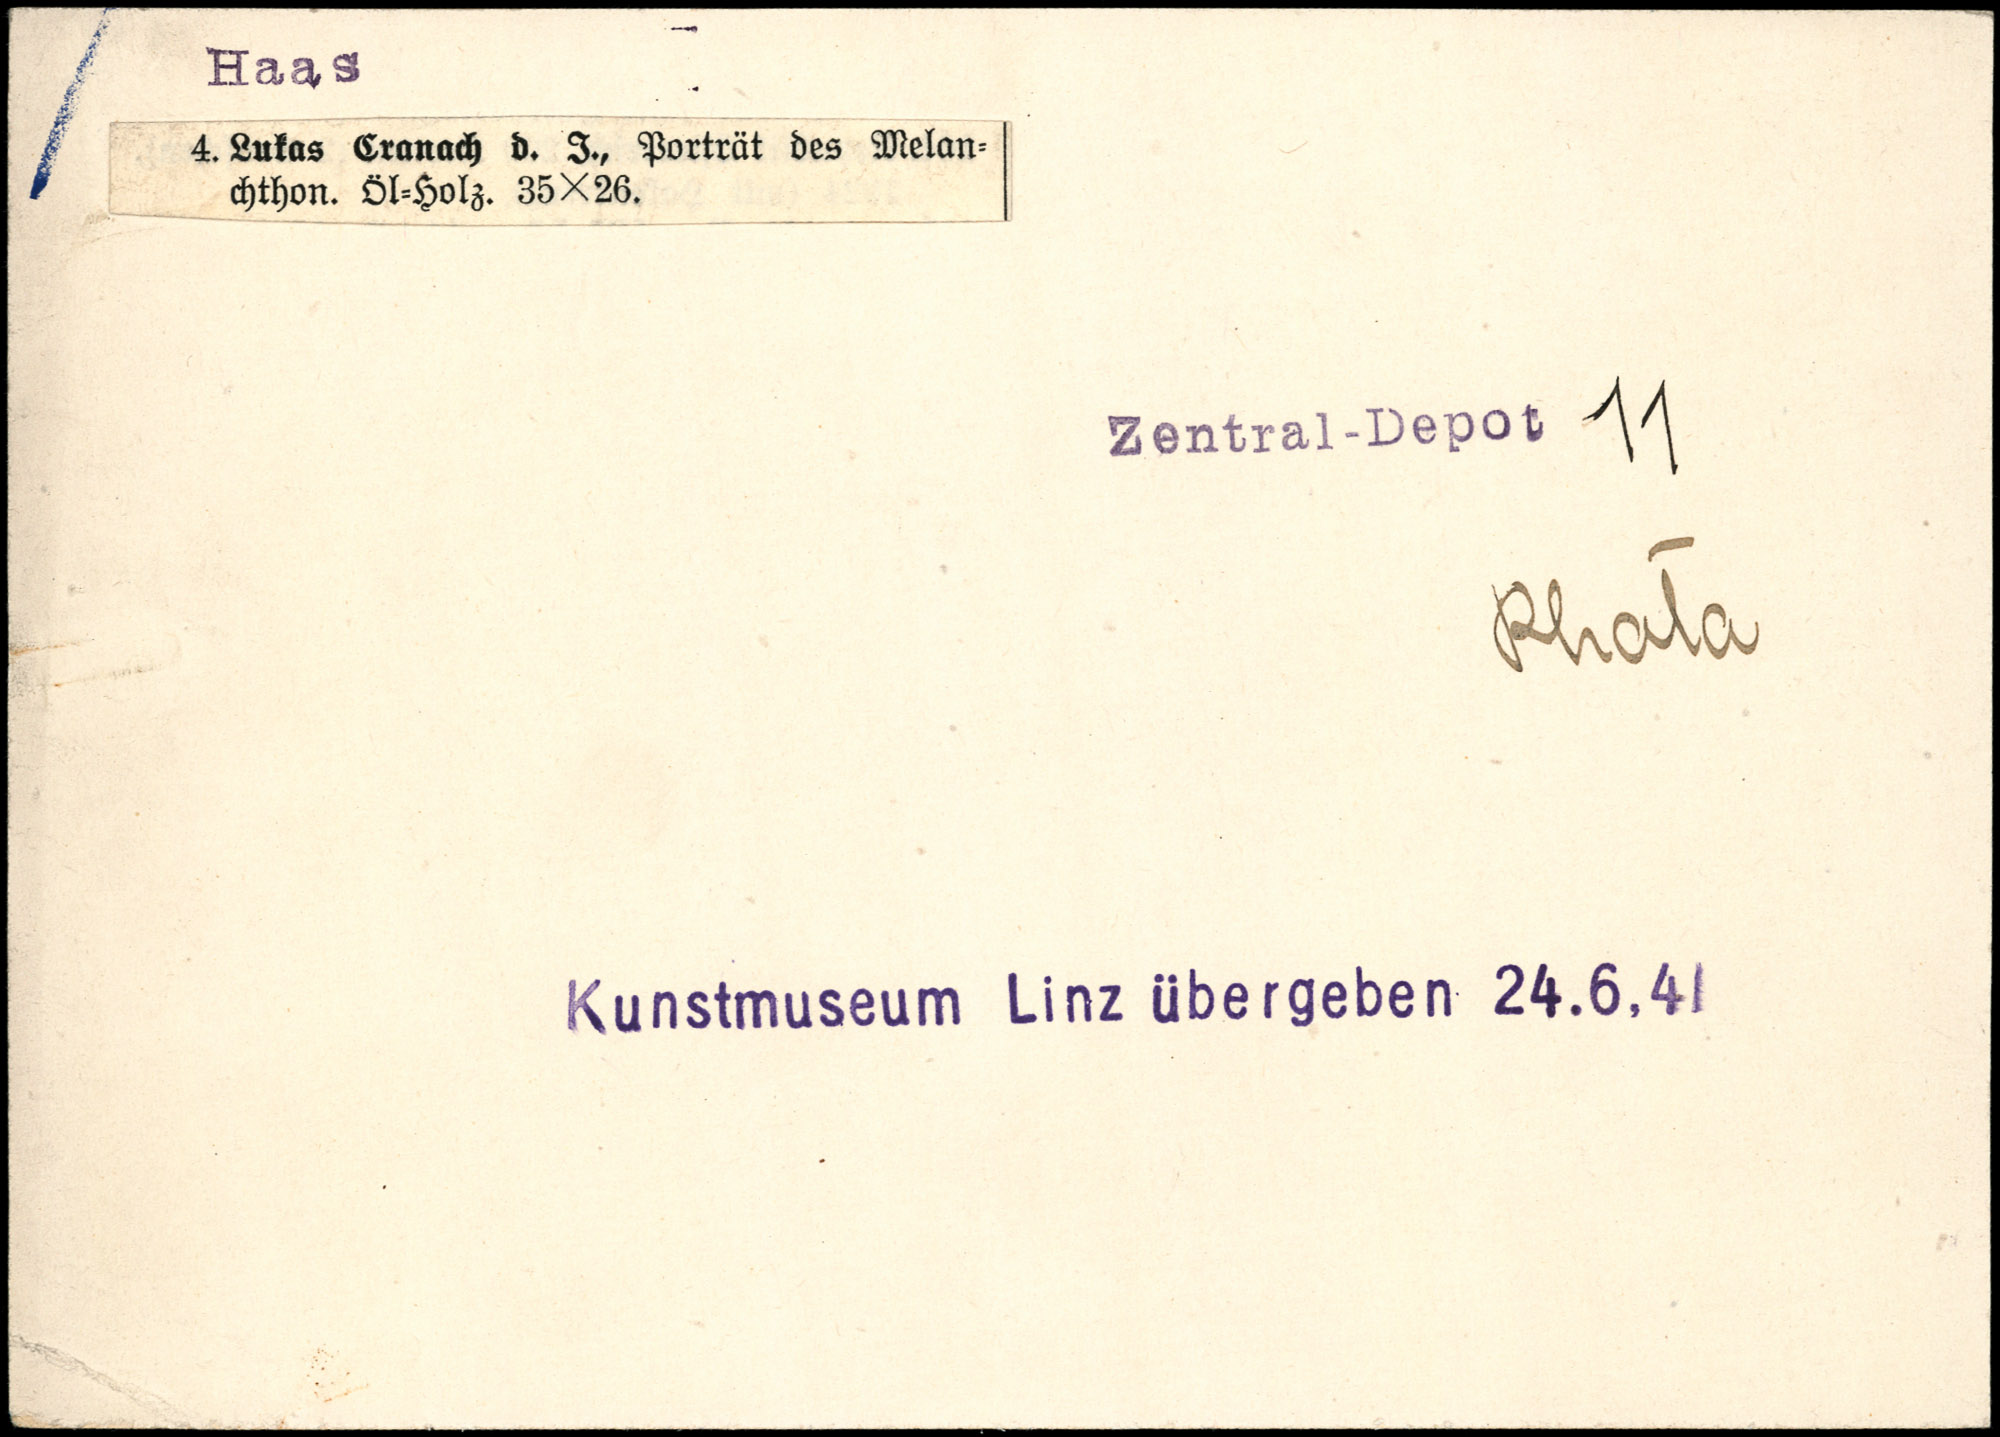 Haas
4. Lukas Cranach d. J., Porträt des Melan-
chthon. Öl-Holz. 35×26.
Zentral-Depot 11
Khata
Kunstmuseum Linz übergeben 24.6.41